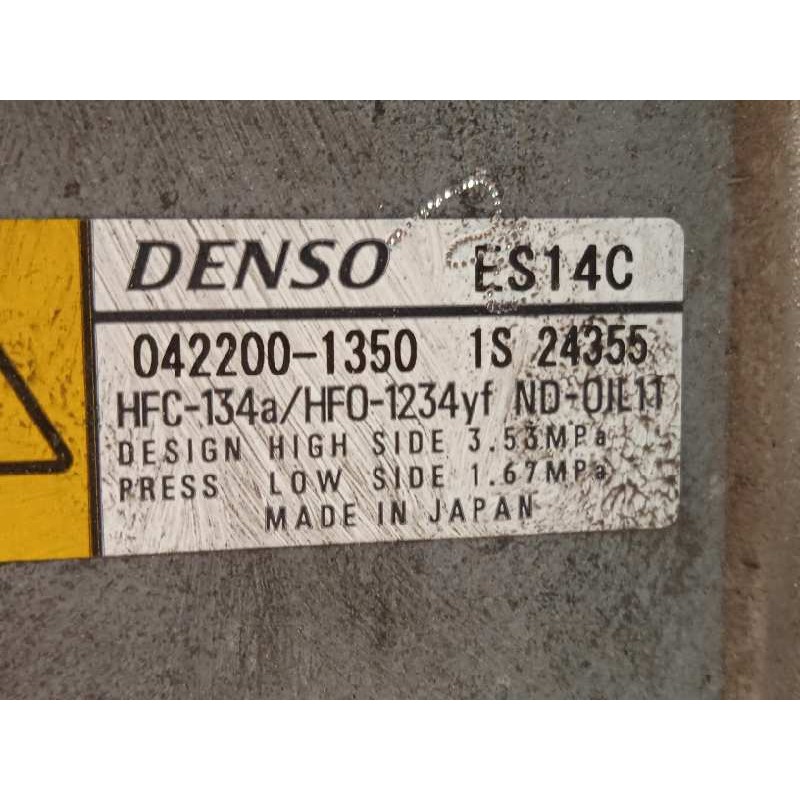 DENSO ES14C
042200-1350 1S 24355
HFC-134a/HFO-1234yf ND-OIL11
DESIGN HIGH SIDE 3.53MPa
PRESS LOW SIDE 1.67MPa
MADE IN JAPAN